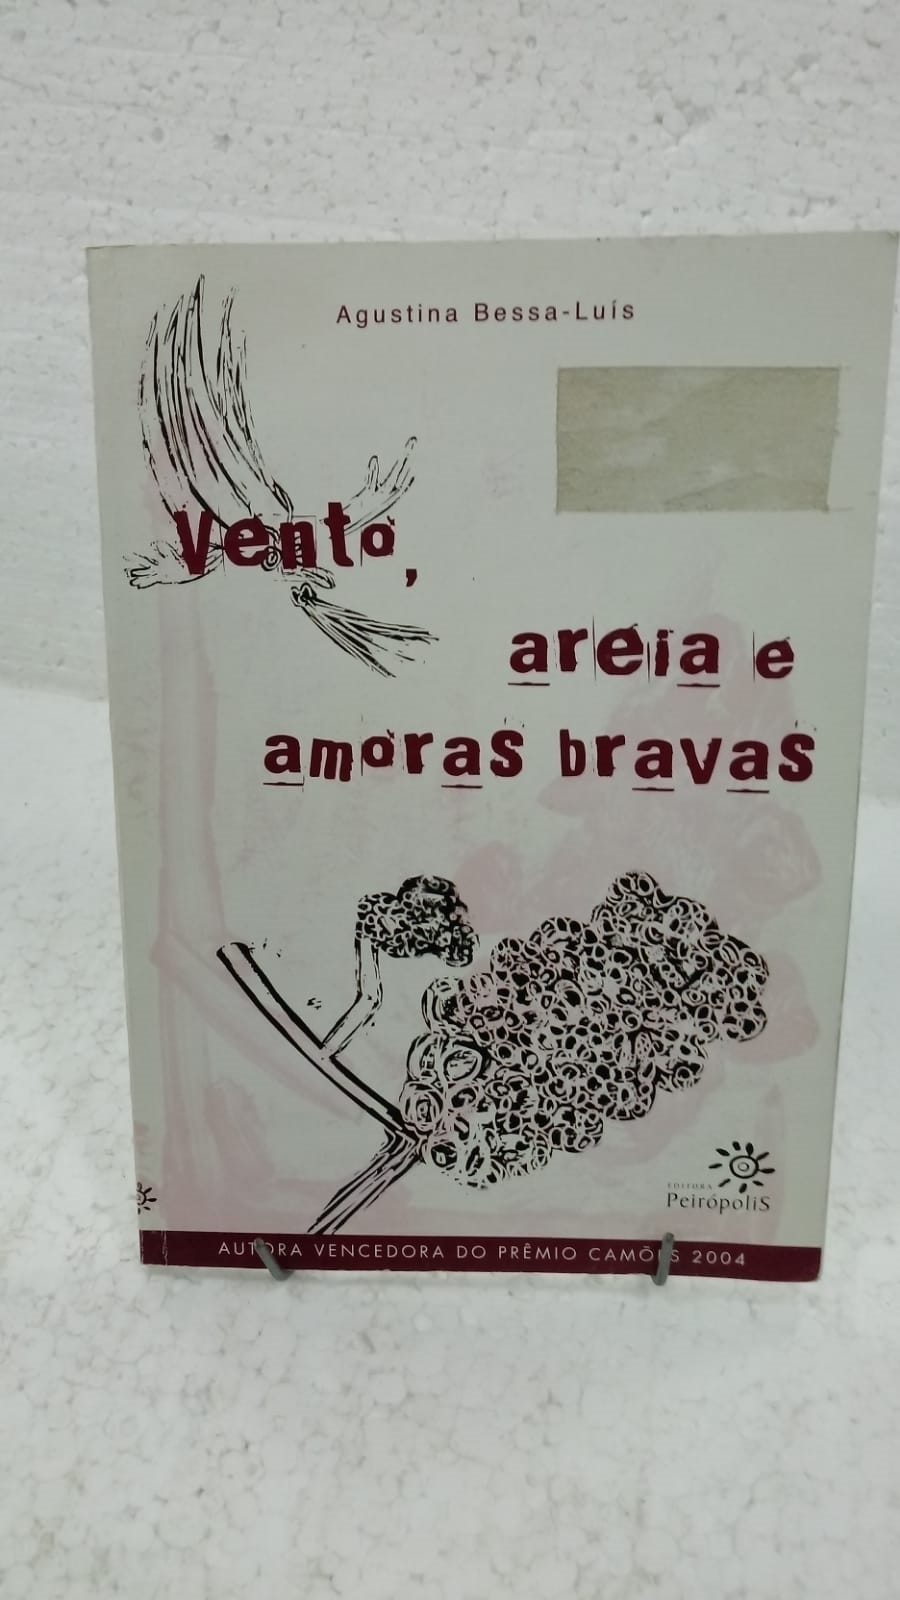 Agustina Bessa-Luís
Vento,
areia e
amoras bravas
EDITORA
PeirópoliS
AUTORA VENCEDORA DO PRÊMIO CAMÕES 2004